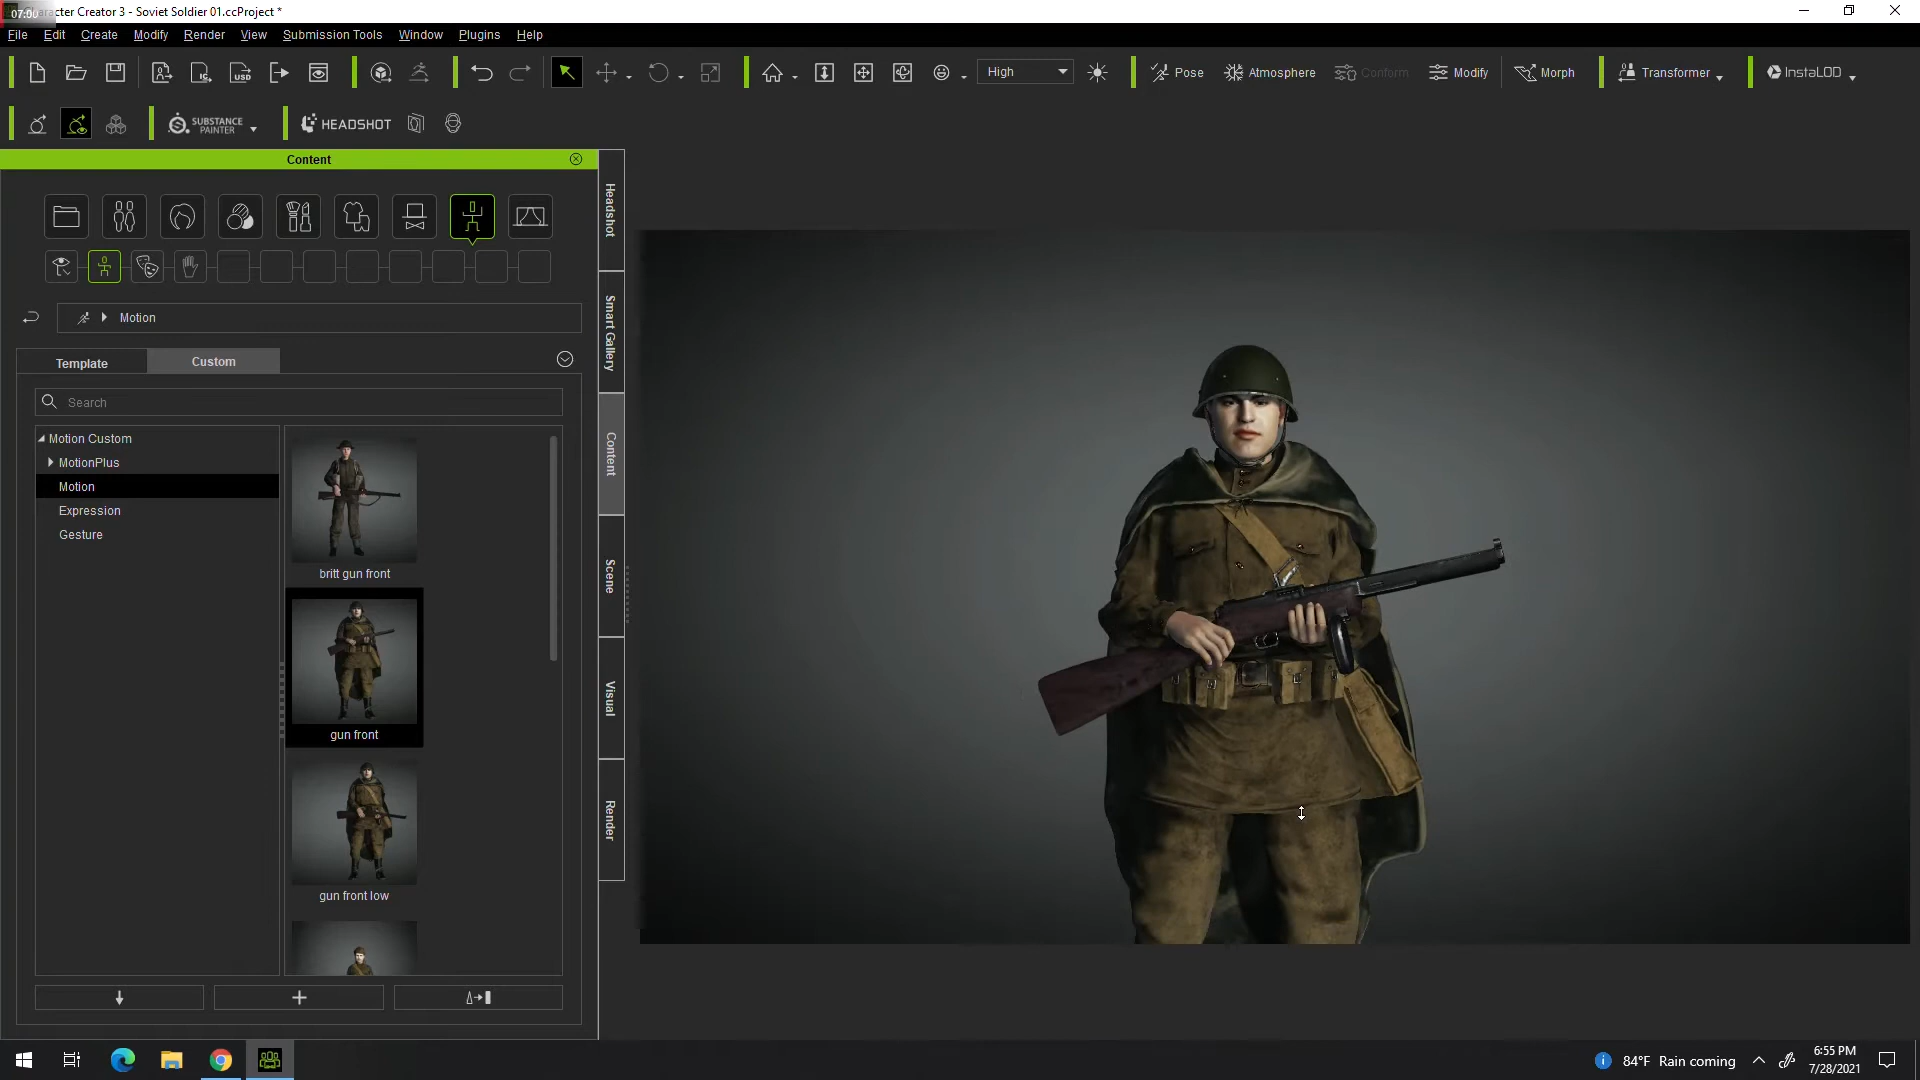 07:00
aracter Creator 3 - Soviet Soldier 01.ccProject *
File Edit Create Modify Render View Submission Tools Window Plugins Help
High Pose Atmosphere Conform Modify Morph Transformer InstaLOD
SUBSTANCE PAINTER HEADSHOT
Content
Headshot
Smart Gallery
Content
Scene
Visual
Render
Motion
Template Custom
Search
Motion Custom
MotionPlus
Motion
Expression
Gesture
britt gun front
gun front
gun front low
84°F Rain coming
6:55 PM
7/28/2021